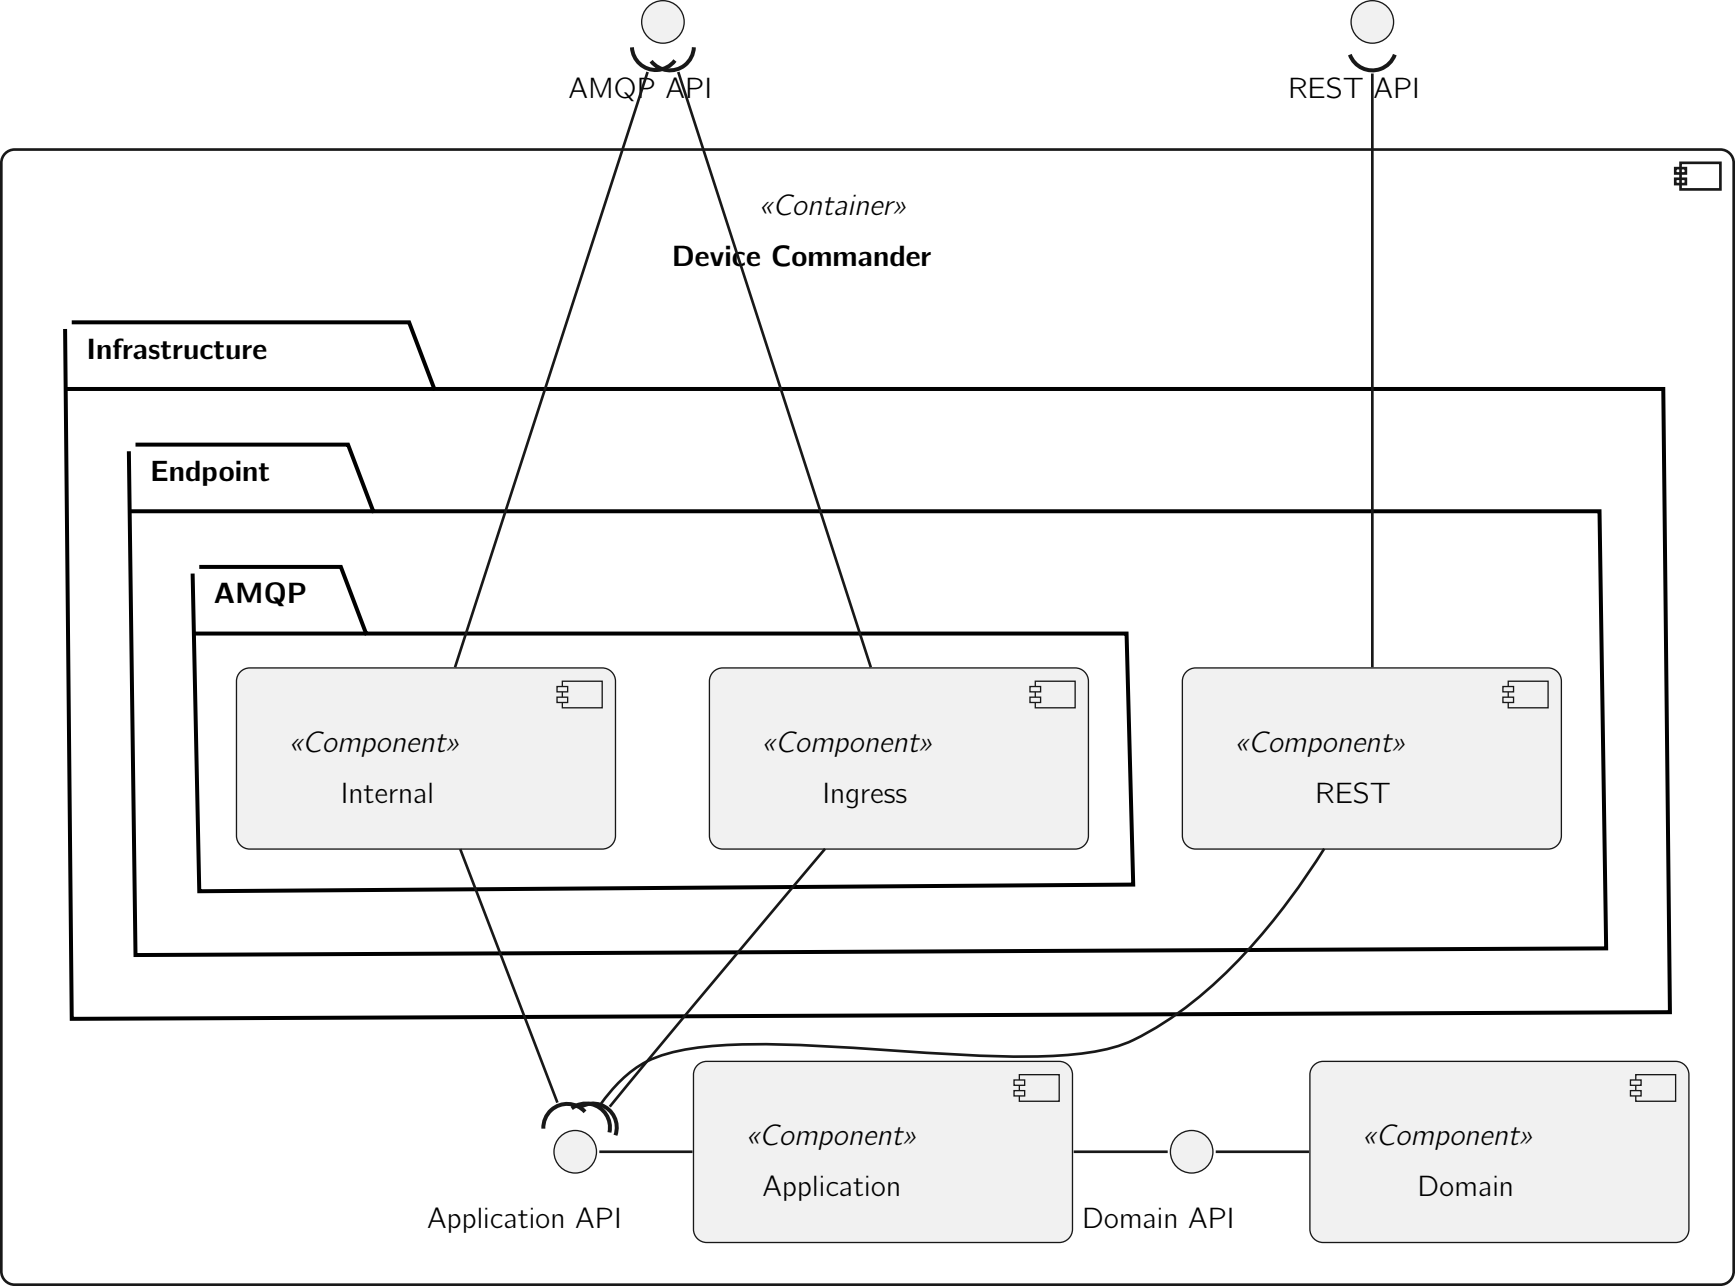 AMQP API
REST API
«Container»
Device Commander
Infrastructure
Endpoint
AMQP
«Component»
Internal
«Component»
Ingress
«Component»
REST
«Component»
Application
«Component»
Domain
Application API
Domain API